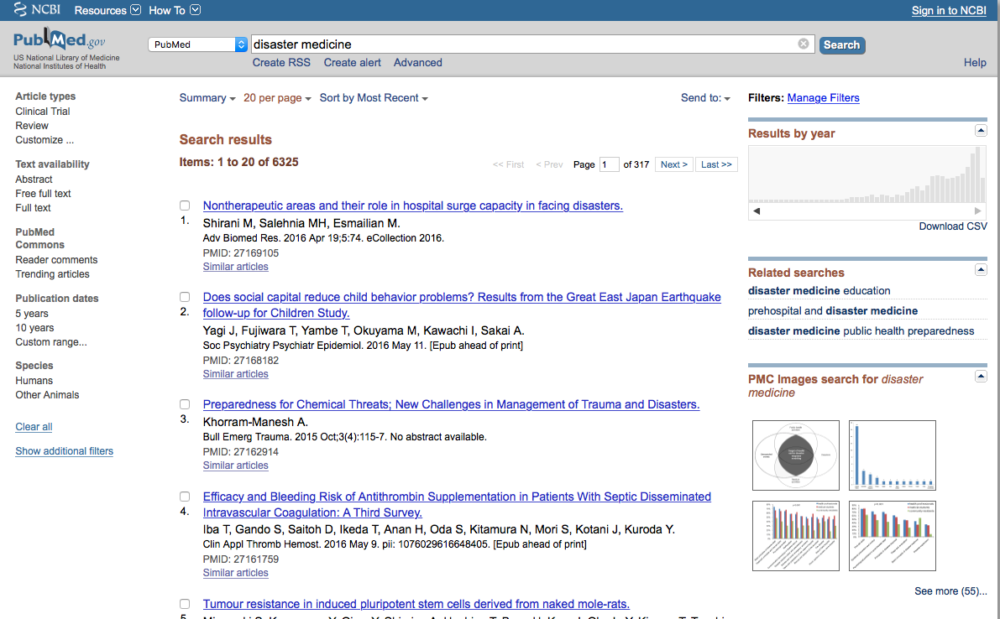 NCBI Resources How To Sign in to NCBI
PubMed.gov
US National Library of Medicine
National Institutes of Health
PubMed
disaster medicine
Search
Create RSS Create alert Advanced
Help
Article types
Clinical Trial
Review
Customize ...
Text availability
Abstract
Free full text
Full text
PubMed
Commons
Reader comments
Trending articles
Publication dates
5 years
10 years
Custom range...
Species
Humans
Other Animals
Clear all
Show additional filters
Summary 20 per page Sort by Most Recent Send to:
Search results
Items: 1 to 20 of 6325
<< First < Prev Page 1 of 317 Next > Last >>
Nontherapeutic areas and their role in hospital surge capacity in facing disasters.
1. Shirani M, Salehnia MH, Esmailian M.
Adv Biomed Res. 2016 Apr 19;5:74. eCollection 2016.
PMID: 27169105
Similar articles
Does social capital reduce child behavior problems? Results from the Great East Japan Earthquake
2. follow-up for Children Study.
Yagi J, Fujiwara T, Yambe T, Okuyama M, Kawachi I, Sakai A.
Soc Psychiatry Psychiatr Epidemiol. 2016 May 11. [Epub ahead of print]
PMID: 27168182
Similar articles
Preparedness for Chemical Threats; New Challenges in Management of Trauma and Disasters.
3. Khorram-Manesh A.
Bull Emerg Trauma. 2015 Oct;3(4):115-7. No abstract available.
PMID: 27162914
Similar articles
Efficacy and Bleeding Risk of Antithrombin Supplementation in Patients With Septic Disseminated
4. Intravascular Coagulation: A Third Survey.
Iba T, Gando S, Saitoh D, Ikeda T, Anan H, Oda S, Kitamura N, Mori S, Kotani J, Kuroda Y.
Clin Appl Thromb Hemost. 2016 May 9. pii: 1076029616648405. [Epub ahead of print]
PMID: 27161759
Similar articles
Tumour resistance in induced pluripotent stem cells derived from naked mole-rats.
5.
Filters: Manage Filters
Results by year
Download CSV
Related searches
disaster medicine education
prehospital and disaster medicine
disaster medicine public health preparedness
PMC Images search for disaster
medicine
See more (55)...